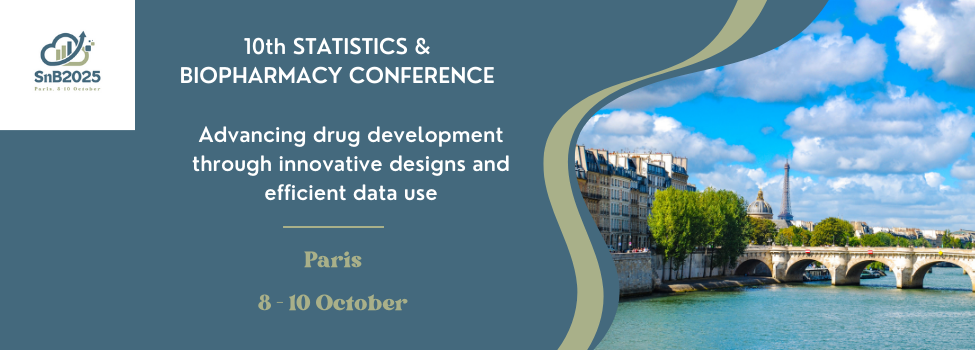 SnB2025
Paris, 8-10 October
10th STATISTICS &
BIOPHARMACY CONFERENCE
Advancing drug development
through innovative designs and
efficient data use
Paris
8 - 10 October